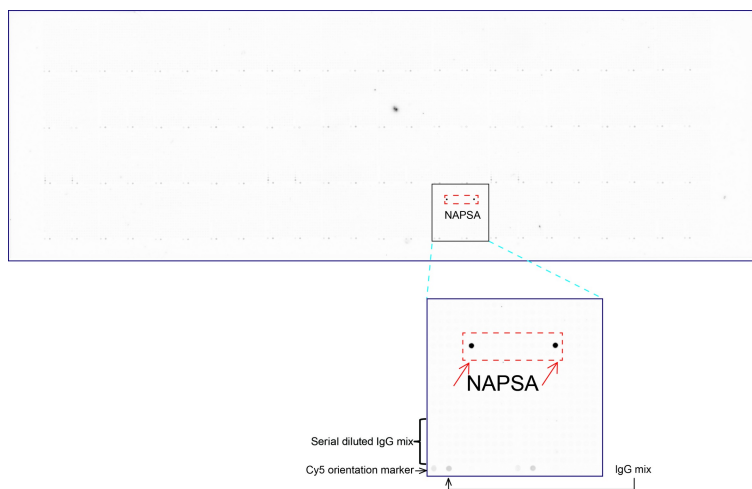 NAPSA
NAPSA
Serial diluted IgG mix
Cy5 orientation marker
IgG mix